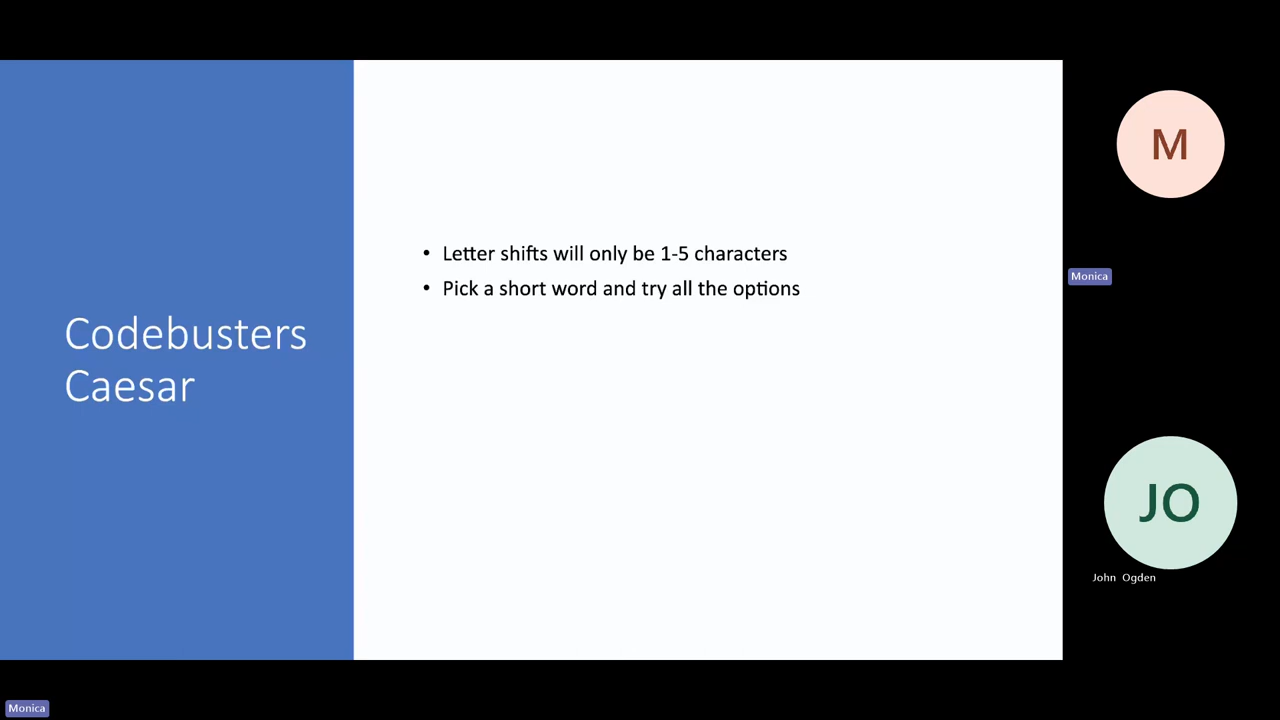 Codebusters
Caesar
• Letter shifts will only be 1-5 characters
• Pick a short word and try all the options
M
Monica
JO
John Ogden
Monica